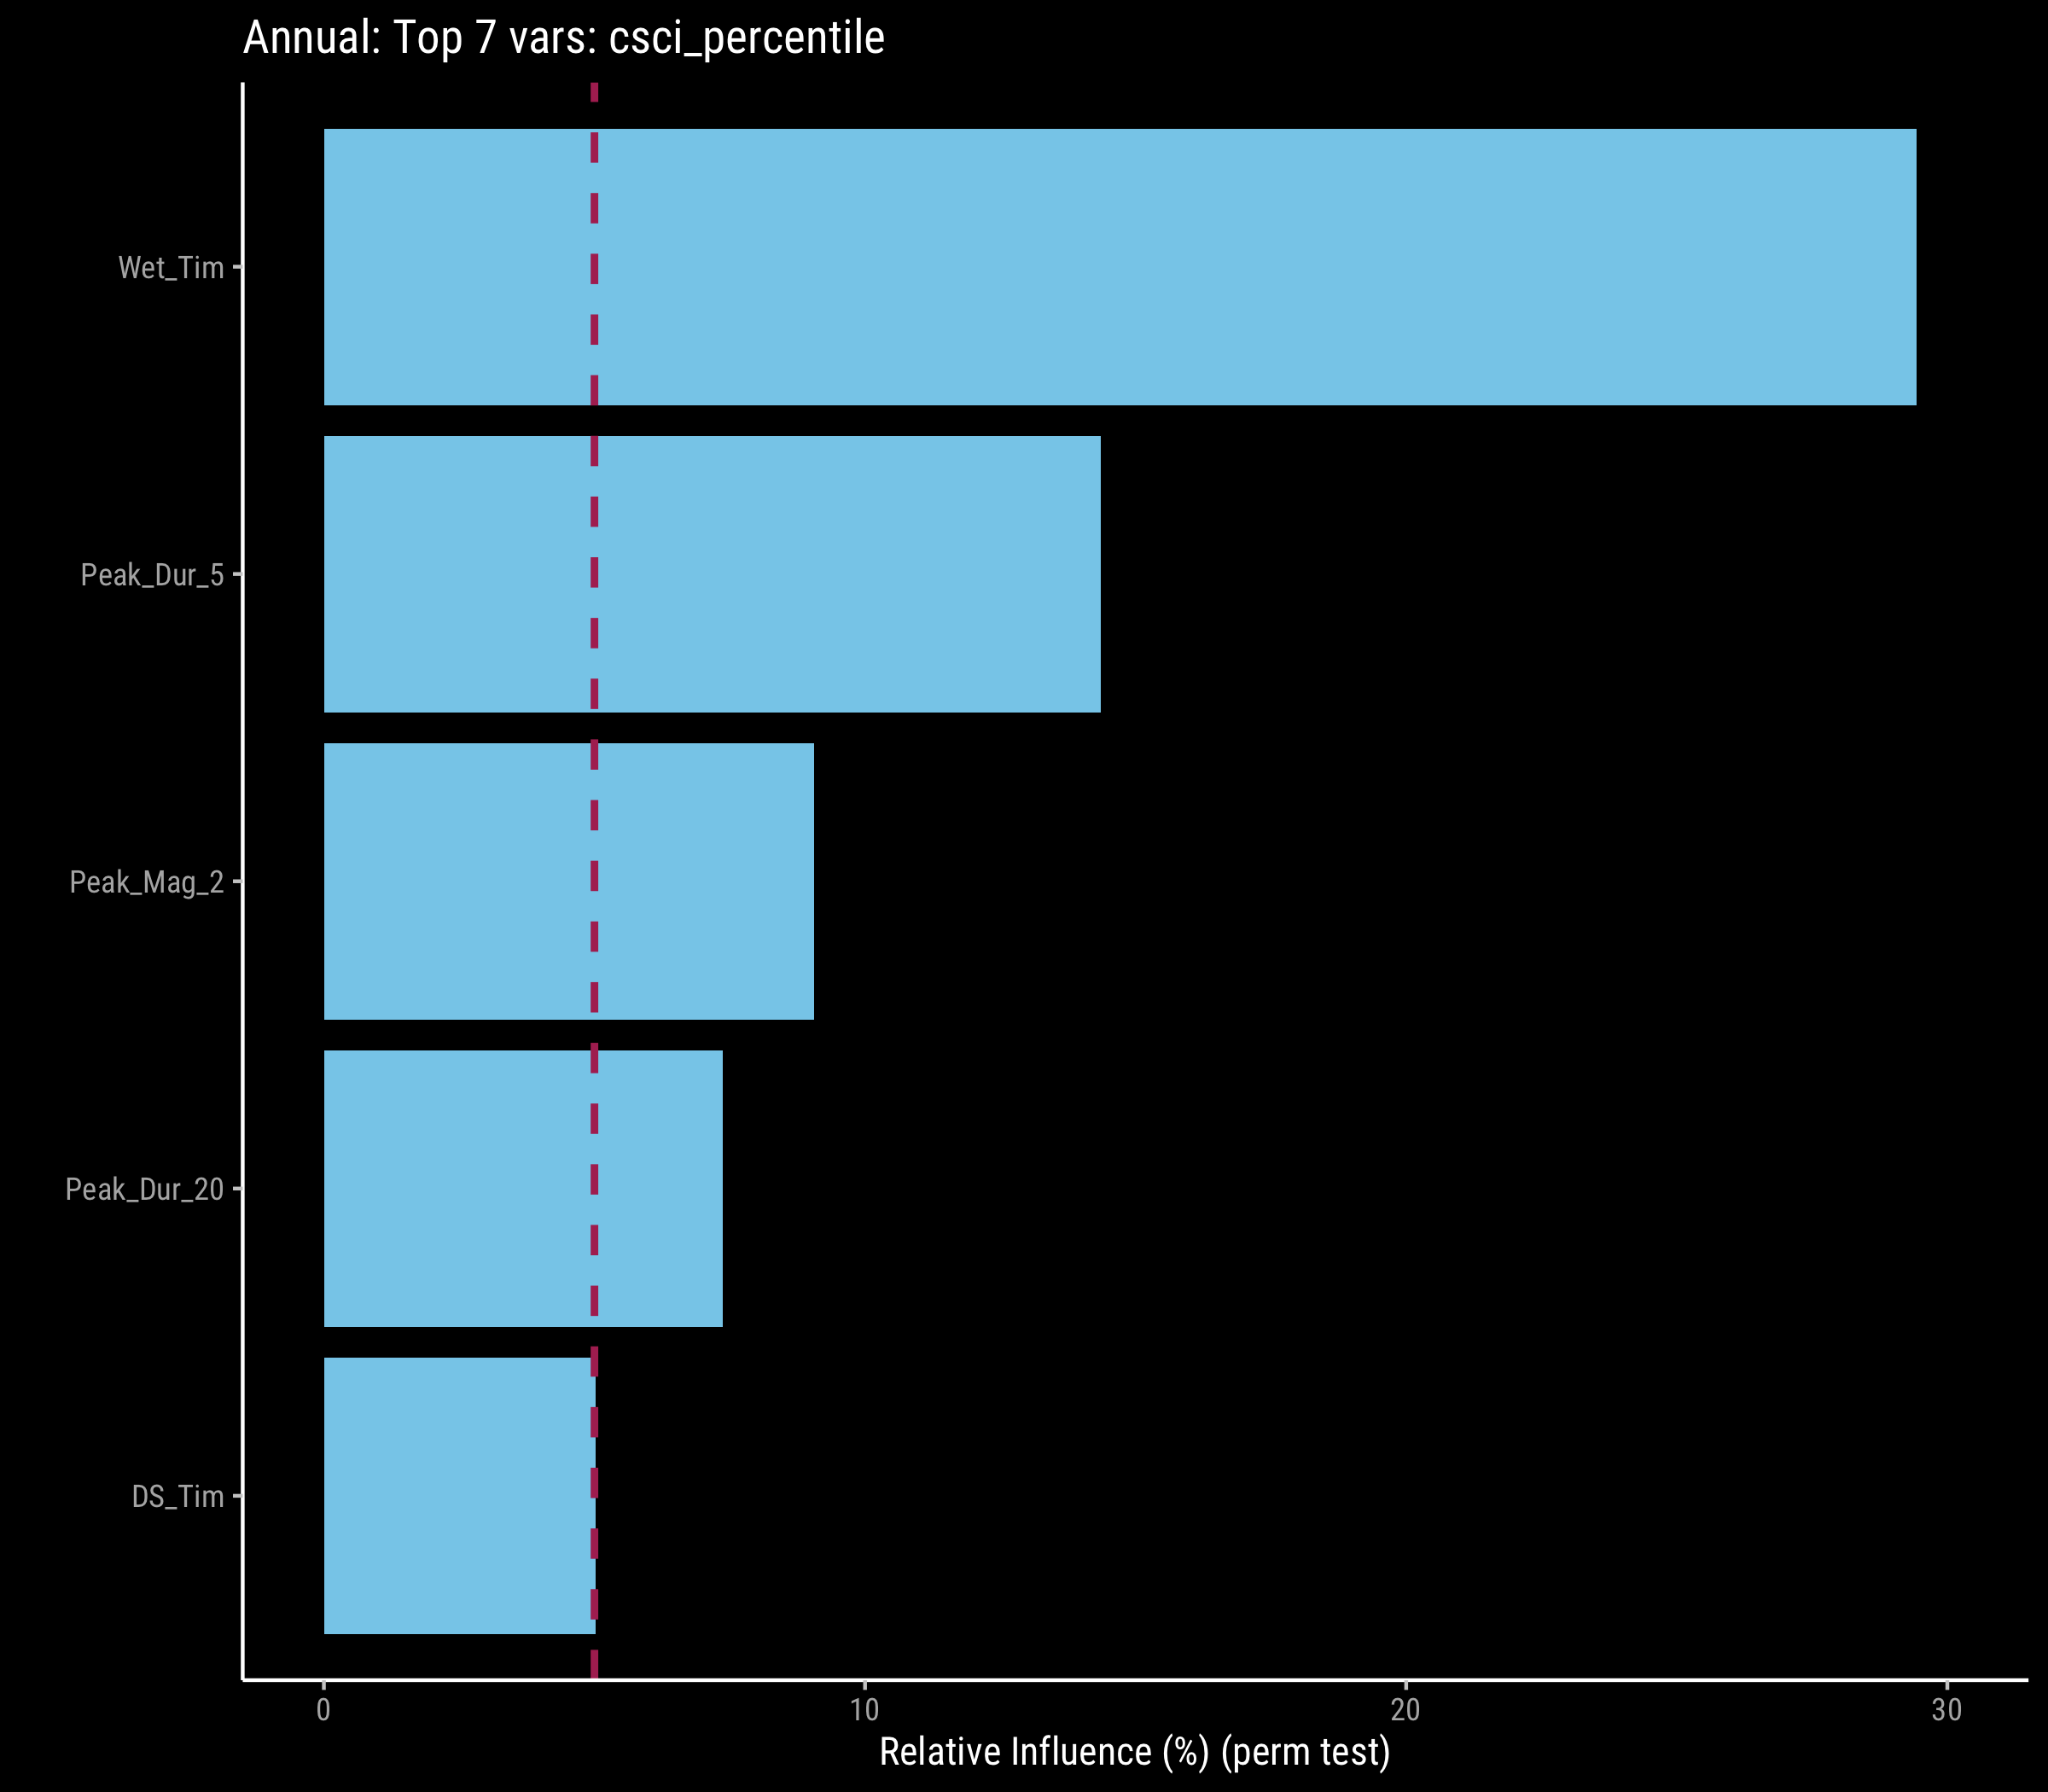 Annual: Top 7 vars: csci_percentile
Wet_Tim
Peak_Dur_5
Peak_Mag_2
Peak_Dur_20
DS_Tim
0 10 20 30
Relative Influence (%) (perm test)